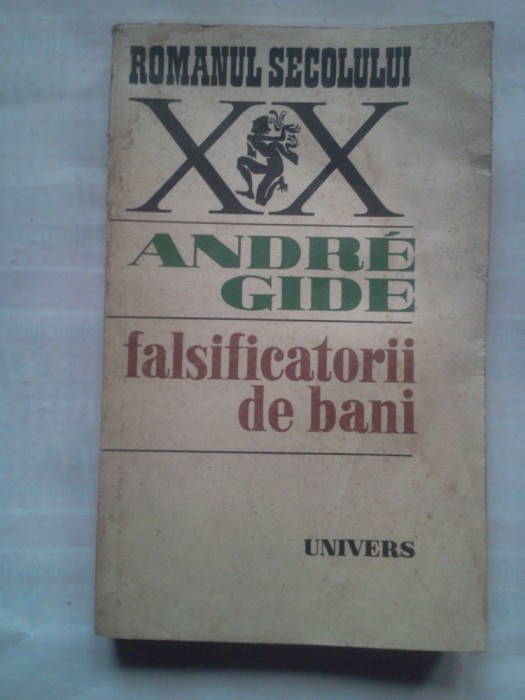 ROMANUL SECOLULUI
XX
ANDRÉ
GIDE
falsificatorii
de bani
UNIVERS